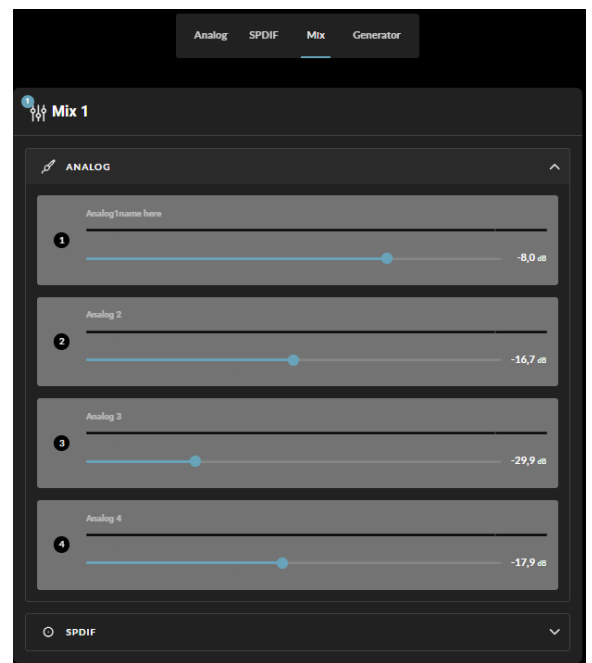 Analog SPDIF Mix Generator
1
Mix 1
ANALOG
Analog1name here
1
-8,0 dB
Analog 2
2
-16,7 dB
Analog 3
3
-29,9 dB
Analog 4
4
-17,9 dB
SPDIF